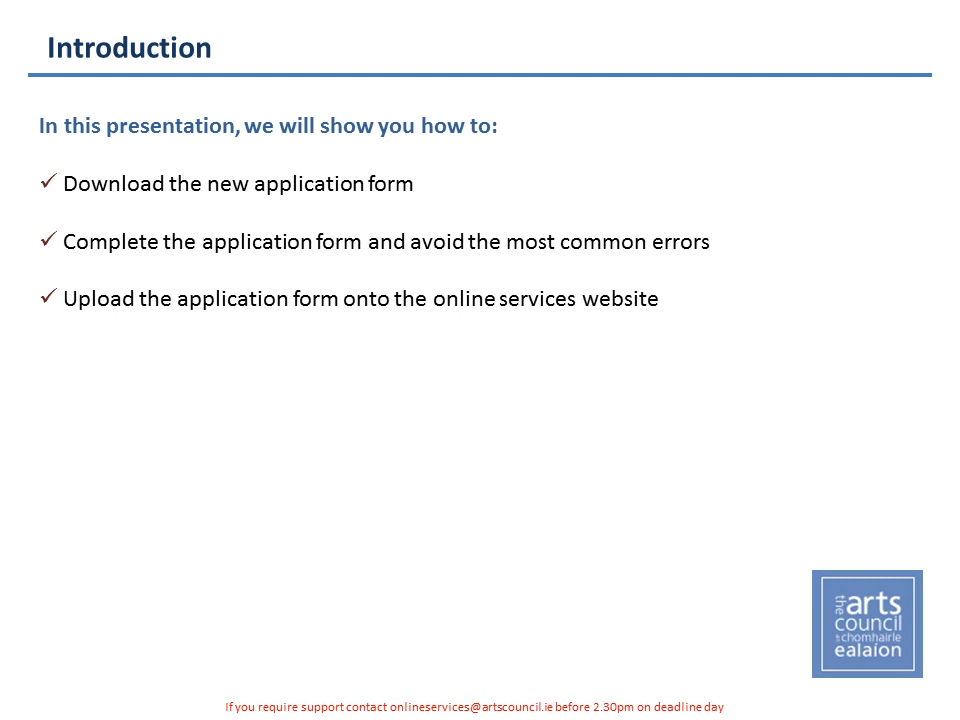 Introduction
In this presentation, we will show you how to:
✓ Download the new application form
✓ Complete the application form and avoid the most common errors
✓ Upload the application form onto the online services website
the arts
council
an chomhairle
ealaíon
If you require support contact onlineservices@artscouncil.ie before 2.30pm on deadline day